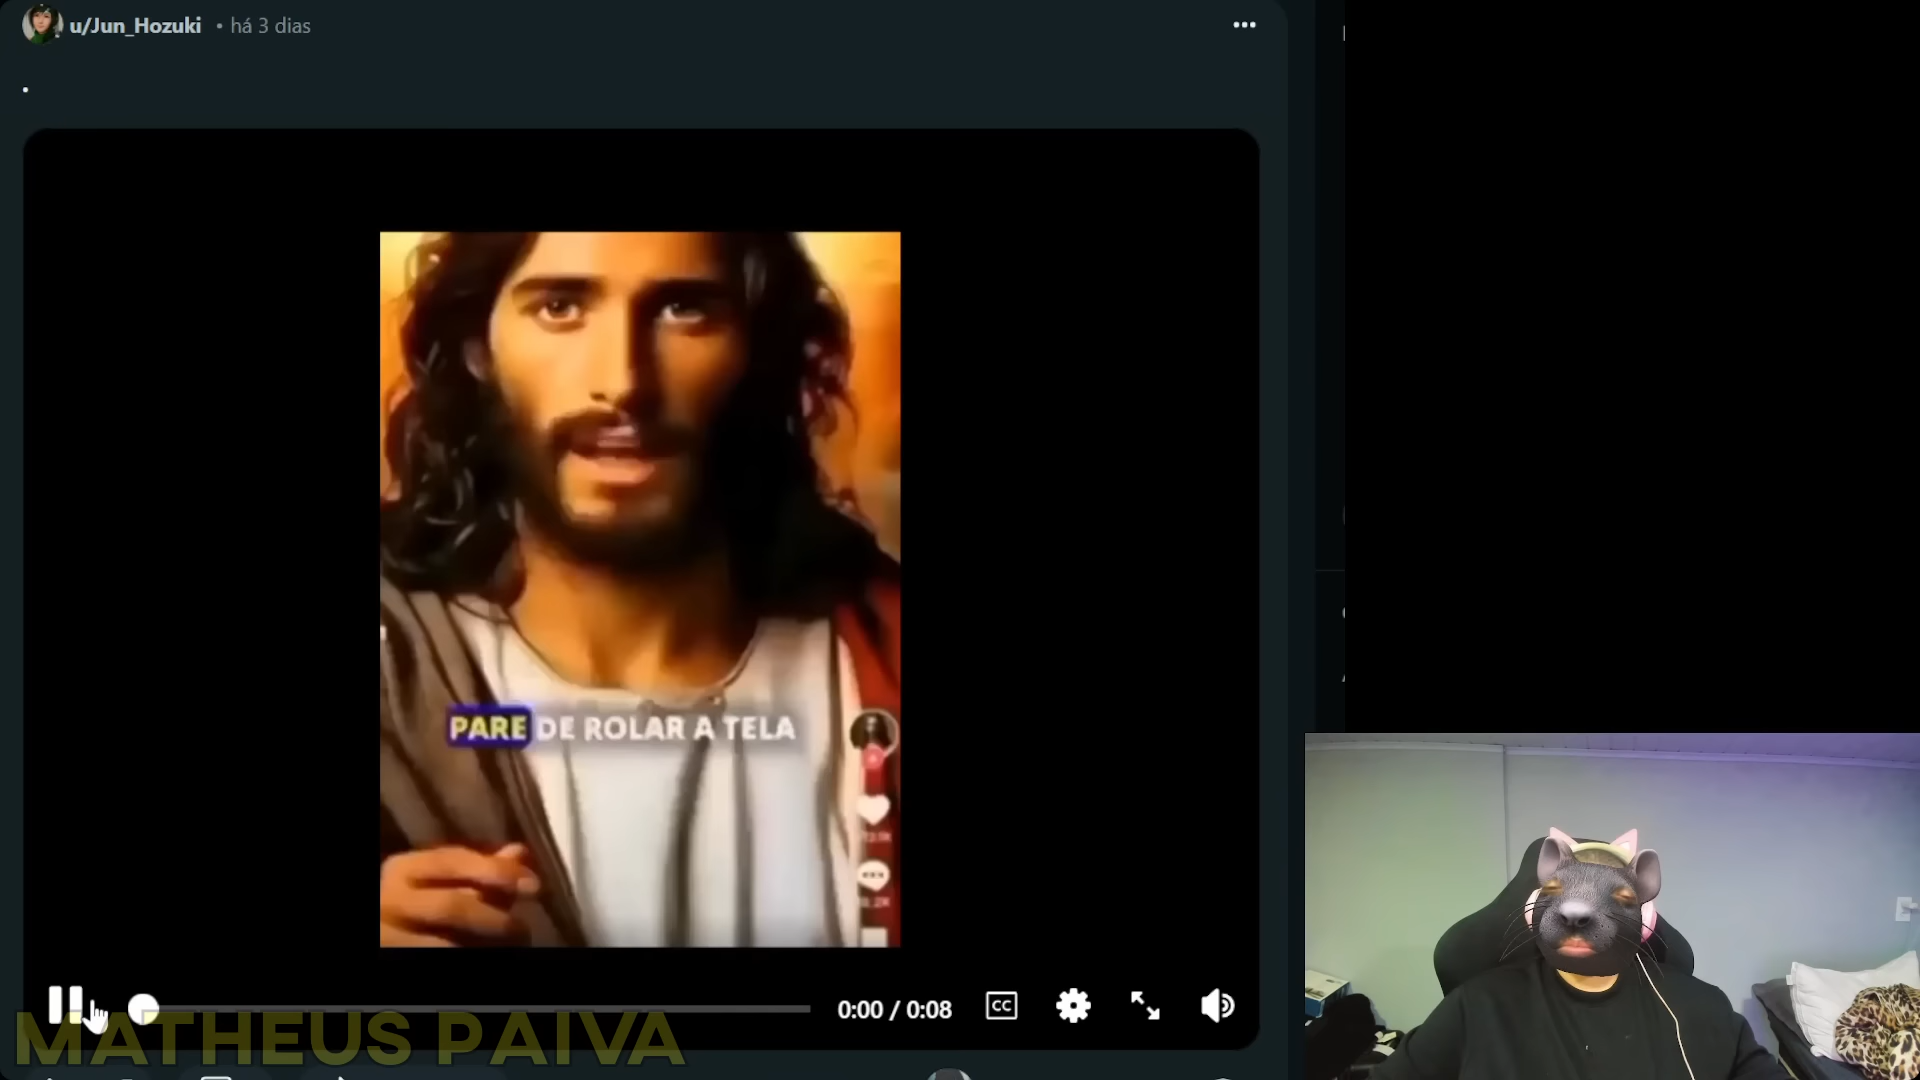 u/Jun_Hozuki • há 3 dias
.
PARE DE ROLAR A TELA
0:00 / 0:08
CC
MATHEUS PAIVA